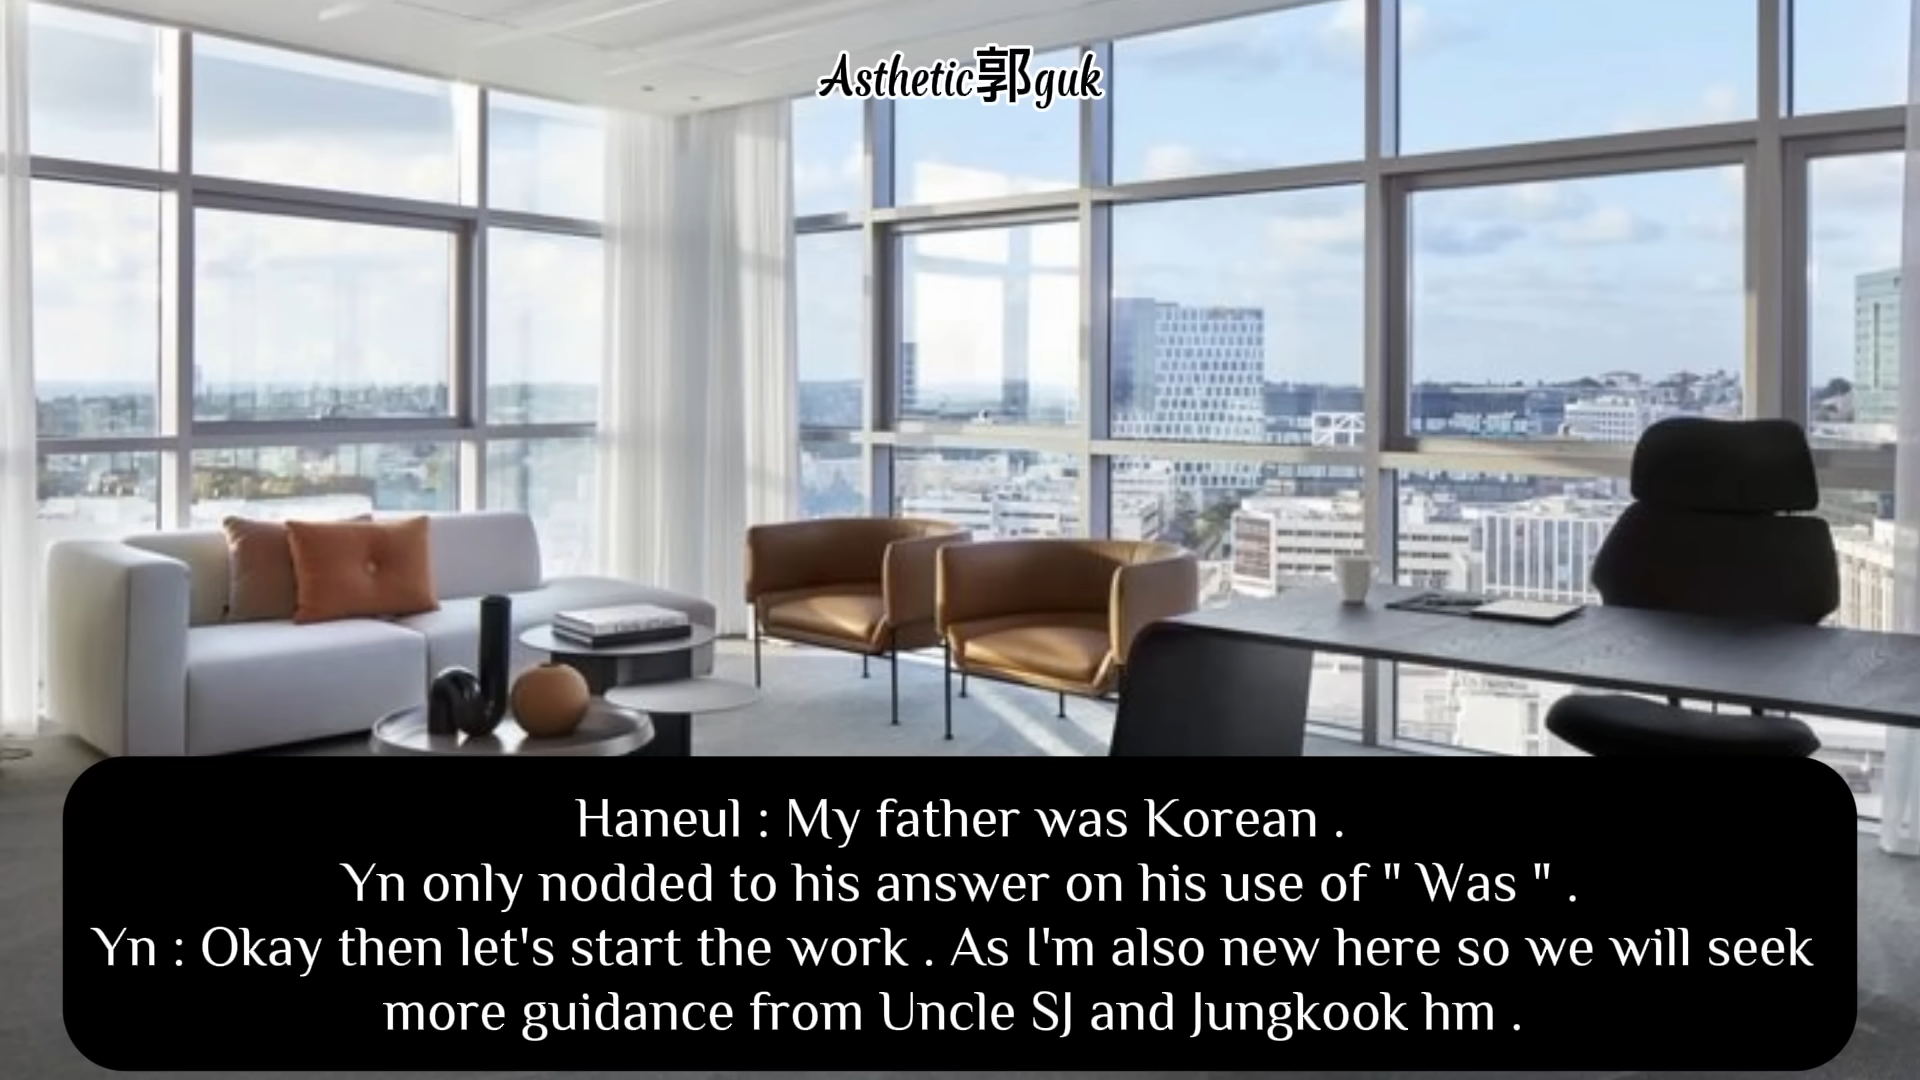 Asthetic郭guk
Haneul : My father was Korean .
Yn only nodded to his answer on his use of " Was " .
Yn : Okay then let's start the work . As I'm also new here so we will seek
more guidance from Uncle SJ and Jungkook hm .